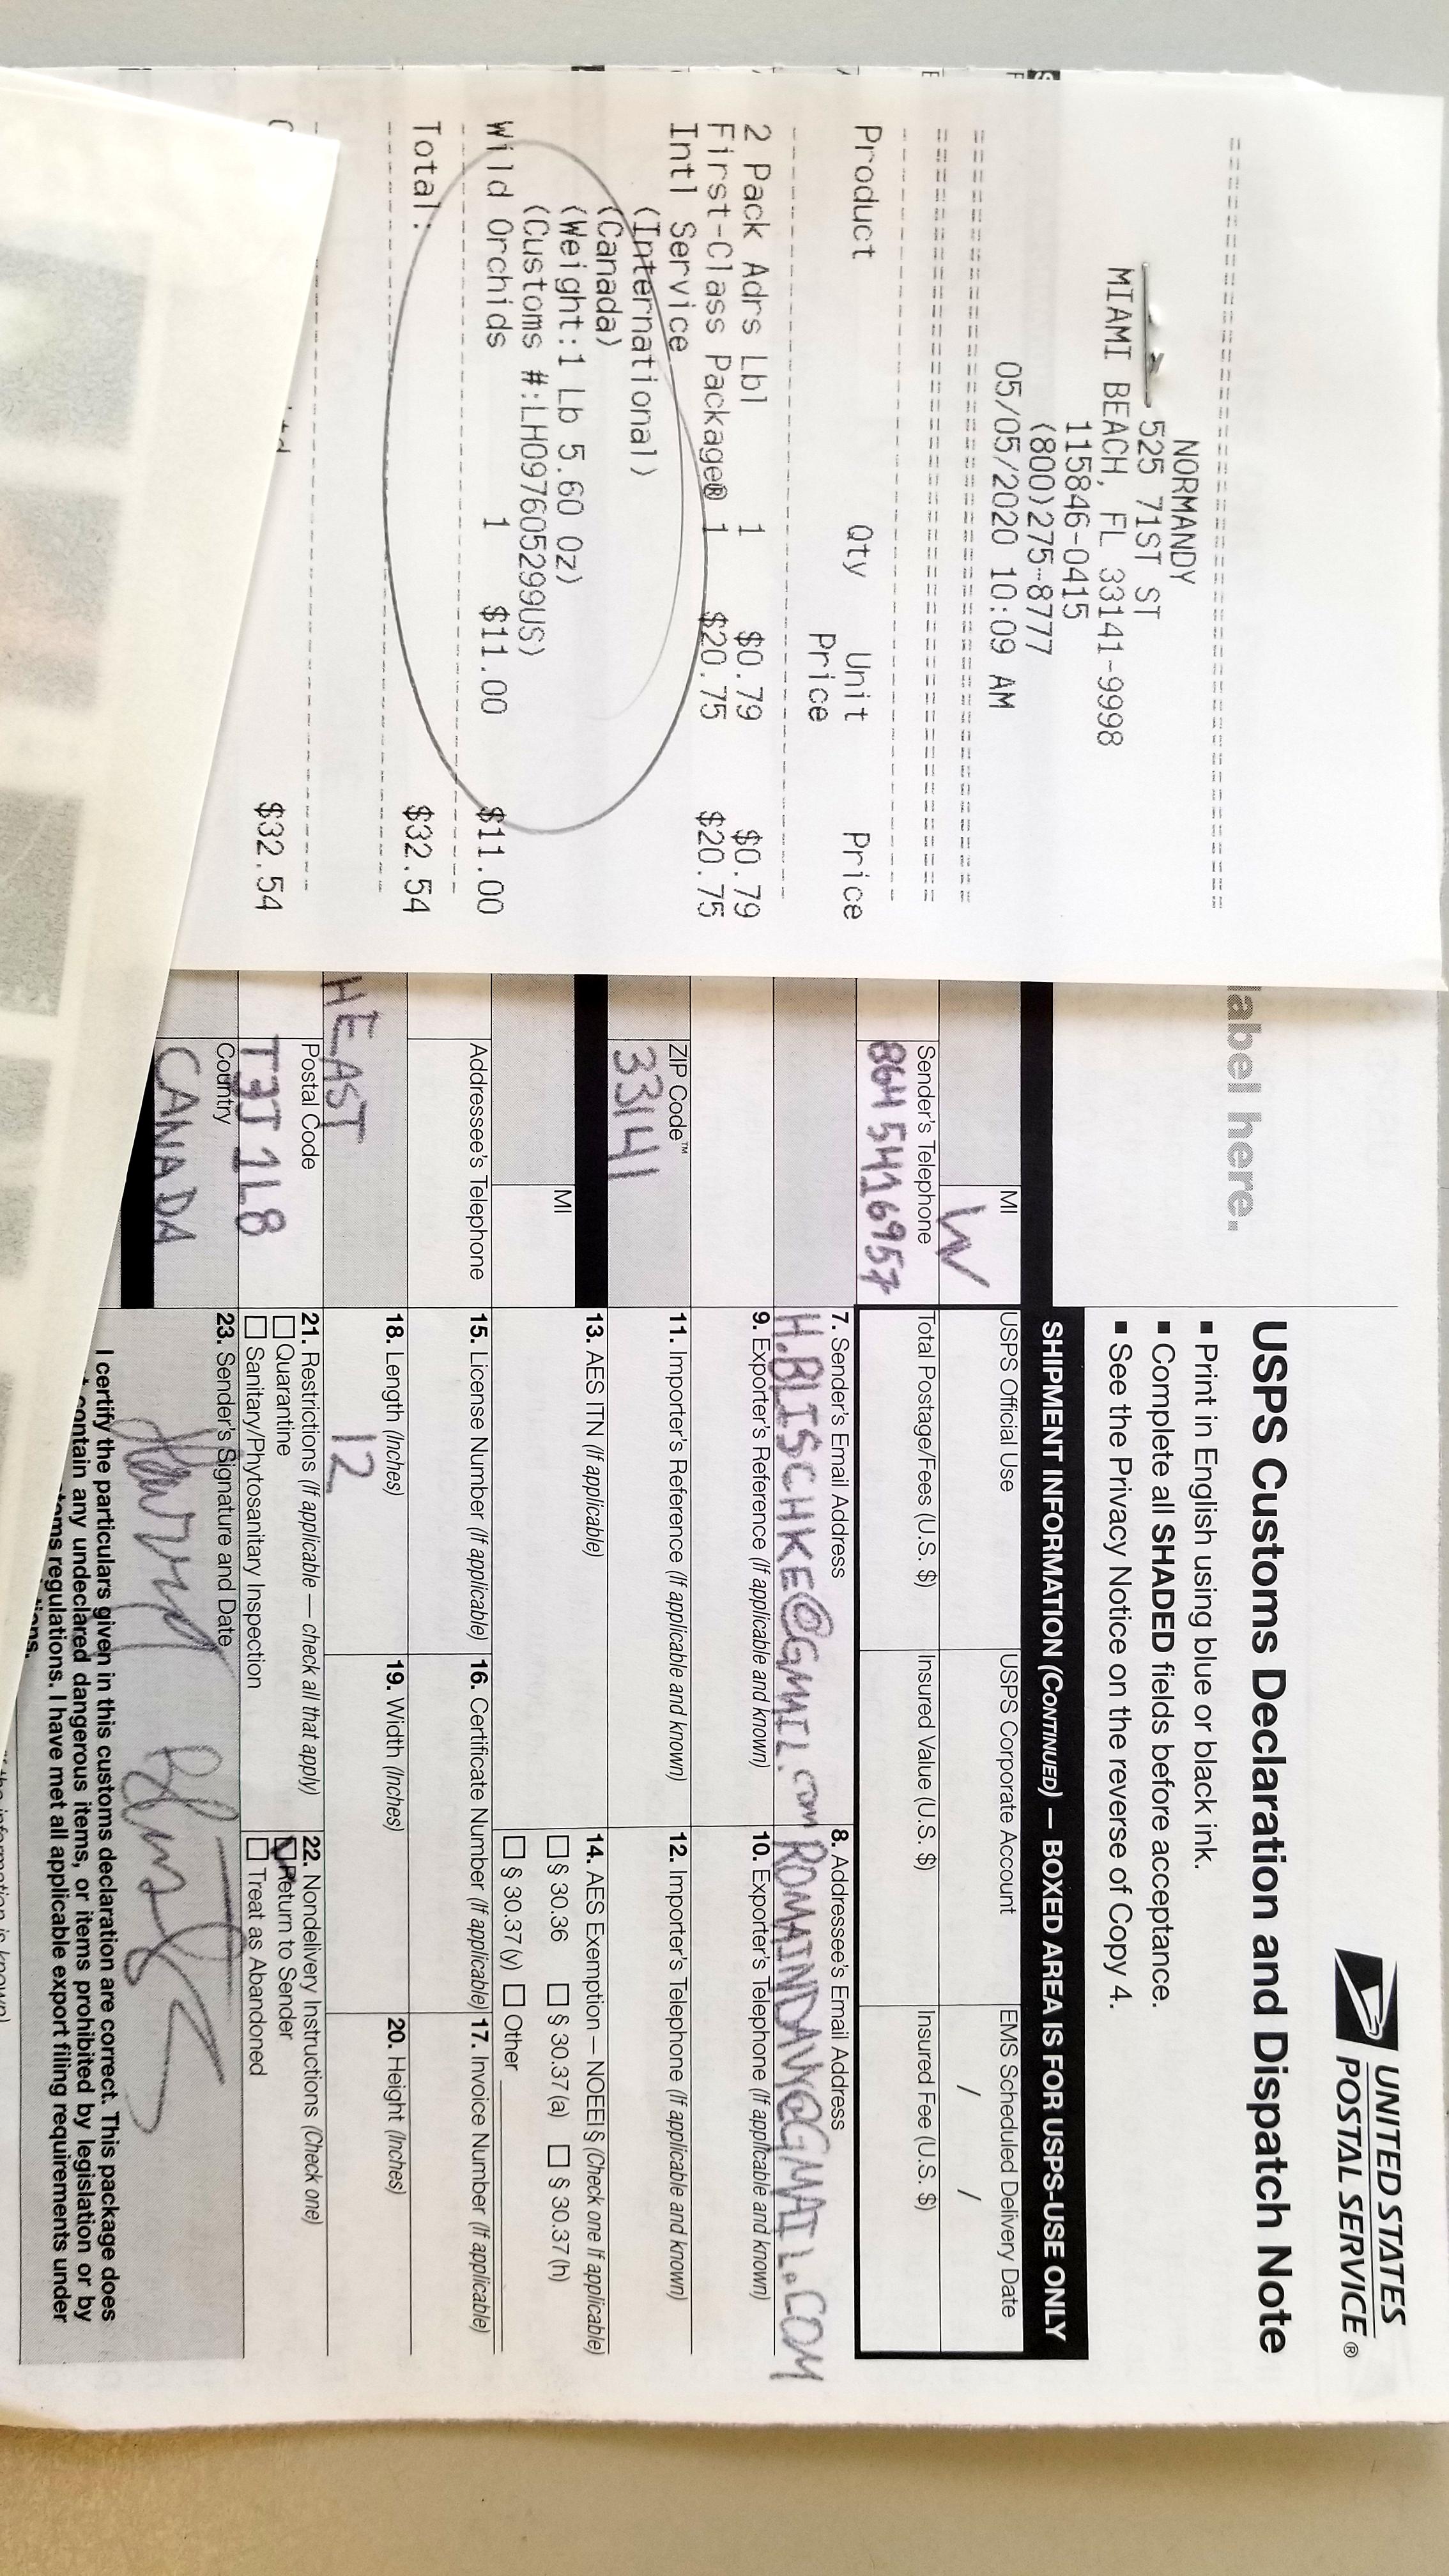 NORMANDY
525 71ST ST
MIAMI BEACH, FL 33141-9998
115846-0415
(800)275-8777
05/05/2020 10:09 AM
Product Qty Unit Price
Price
2 Pack Adrs Lbl 1 $0.79 $0.79
First-Class Package® 1 $20.75 $20.75
Intl Service
(International)
(Canada)
(Weight:1 Lb 5.60 Oz)
(Customs #:LH097605299US)
Wild Orchids 1 $11.00 $11.00
Total: $32.54
$32.54
UNITED STATES
POSTAL SERVICE®
USPS Customs Declaration and Dispatch Note
label here.
▪ Print in English using blue or black ink.
▪ Complete all SHADED fields before acceptance.
▪ See the Privacy Notice on the reverse of Copy 4.
SHIPMENT INFORMATION (CONTINUED) — BOXED AREA IS FOR USPS-USE ONLY
MI
W
USPS Official Use
USPS Corporate Account
EMS Scheduled Delivery Date
/ /
Sender's Telephone
864 541 6957
Total Postage/Fees (U.S. $)
Insured Value (U.S. $)
Insured Fee (U.S. $)
7. Sender's Email Address
H.BLISCHKE@GMAIL.com
8. Addressee's Email Address
ROMAINDAVY@GMAIL.COM
9. Exporter's Reference (If applicable and known)
10. Exporter's Telephone (If applicable and known)
ZIP Code™
33141
11. Importer's Reference (If applicable and known)
12. Importer's Telephone (If applicable and known)
MI
13. AES ITN (If applicable)
14. AES Exemption — NOEEI § (Check one If applicable)
§ 30.36 § 30.37(a) § 30.37(h)
§ 30.37(y) Other
Addressee's Telephone
15. License Number (If applicable)
16. Certificate Number (If applicable)
17. Invoice Number (If applicable)
HEAST
18. Length (Inches)
12
19. Width (Inches)
20. Height (Inches)
Postal Code
T3J 1L8
21. Restrictions (If applicable — check all that apply)
Quarantine
Sanitary/Phytosanitary Inspection
22. Nondelivery Instructions (Check one)
Return to Sender
Treat as Abandoned
Country
CANADA
23. Sender's Signature and Date
I certify the particulars given in this customs declaration are correct. This package does
contain any undeclared dangerous items, or items prohibited by legislation or by
regulations. I have met all applicable export filing requirements under